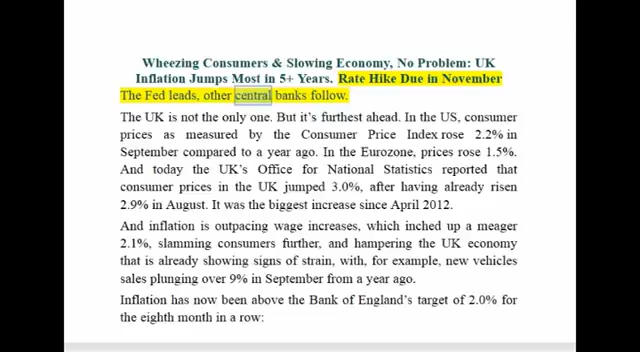 Wheezing Consumers & Slowing Economy, No Problem: UK
Inflation Jumps Most in 5+ Years. Rate Hike Due in November
The Fed leads, other central banks follow.
The UK is not the only one. But it's furthest ahead. In the US, consumer
prices as measured by the Consumer Price Index rose 2.2% in
September compared to a year ago. In the Eurozone, prices rose 1.5%.
And today the UK's Office for National Statistics reported that
consumer prices in the UK jumped 3.0%, after having already risen
2.9% in August. It was the biggest increase since April 2012.
And inflation is outpacing wage increases, which inched up a meager
2.1%, slamming consumers further, and hampering the UK economy
that is already showing signs of strain, with, for example, new vehicles
sales plunging over 9% in September from a year ago.
Inflation has now been above the Bank of England's target of 2.0% for
the eighth month in a row: